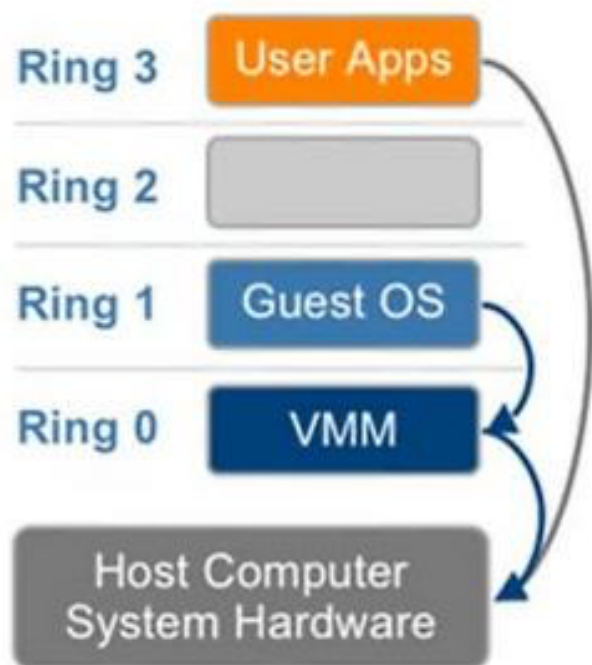 Ring 3 User Apps
Ring 2
Ring 1 Guest OS
Ring 0 VMM
Host Computer
System Hardware